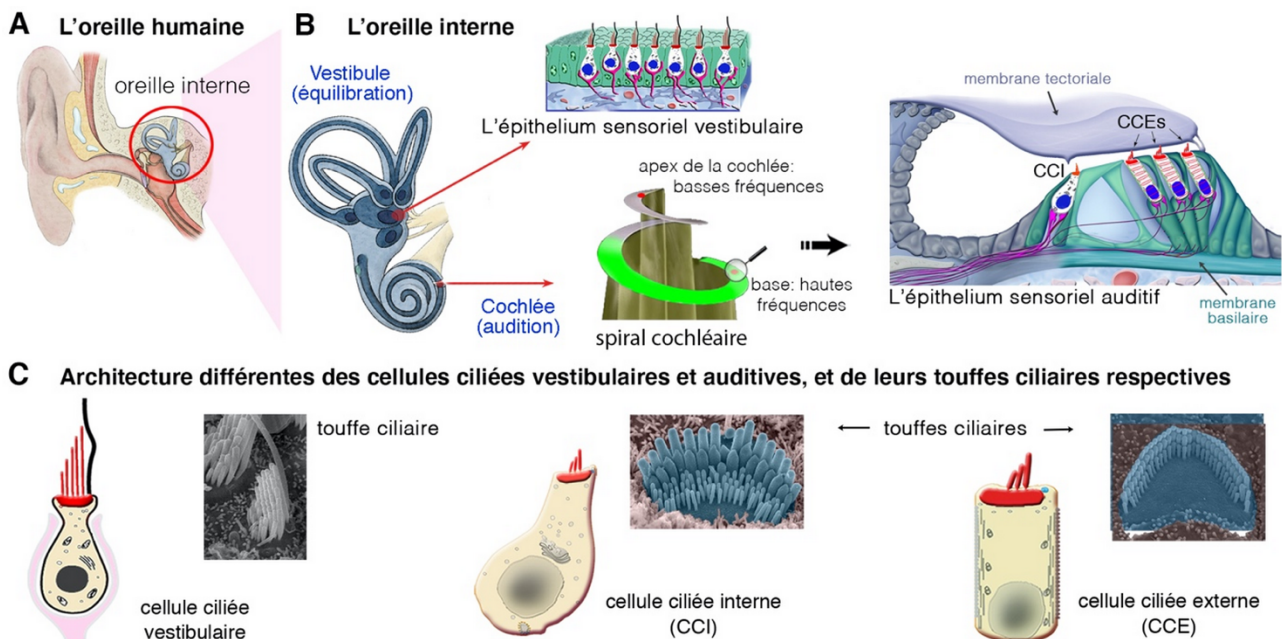 A L'oreille humaine
oreille interne
B L'oreille interne
Vestibule
(équilibration)
L'épithelium sensoriel vestibulaire
apex de la cochlée:
basses fréquences
base: hautes
fréquences
Cochlée
(audition)
spiral cochléaire
membrane tectoriale
CCEs
CCI
L'épithelium sensoriel auditif
membrane
basilaire
C Architecture différentes des cellules ciliées vestibulaires et auditives, et de leurs touffes ciliaires respectives
touffe ciliaire
touffes ciliaires
cellule ciliée
vestibulaire
cellule ciliée interne
(CCI)
cellule ciliée externe
(CCE)